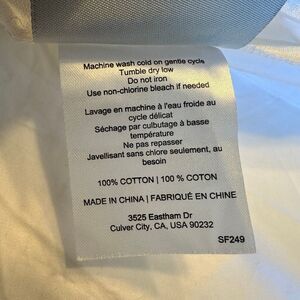 Machine wash cold on gentle cycle
Tumble dry low
Do not iron
Use non-chlorine bleach if needed
Lavage en machine à l'eau froide au
cycle délicat
Séchage par culbutage à basse
température
Ne pas repasser
Javellisant sans chlore seulement, au
besoin
100% COTTON | 100 % COTON
MADE IN CHINA | FABRIQUÉ EN CHINE
3525 Eastham Dr
Culver City, CA, USA 90232
SF249